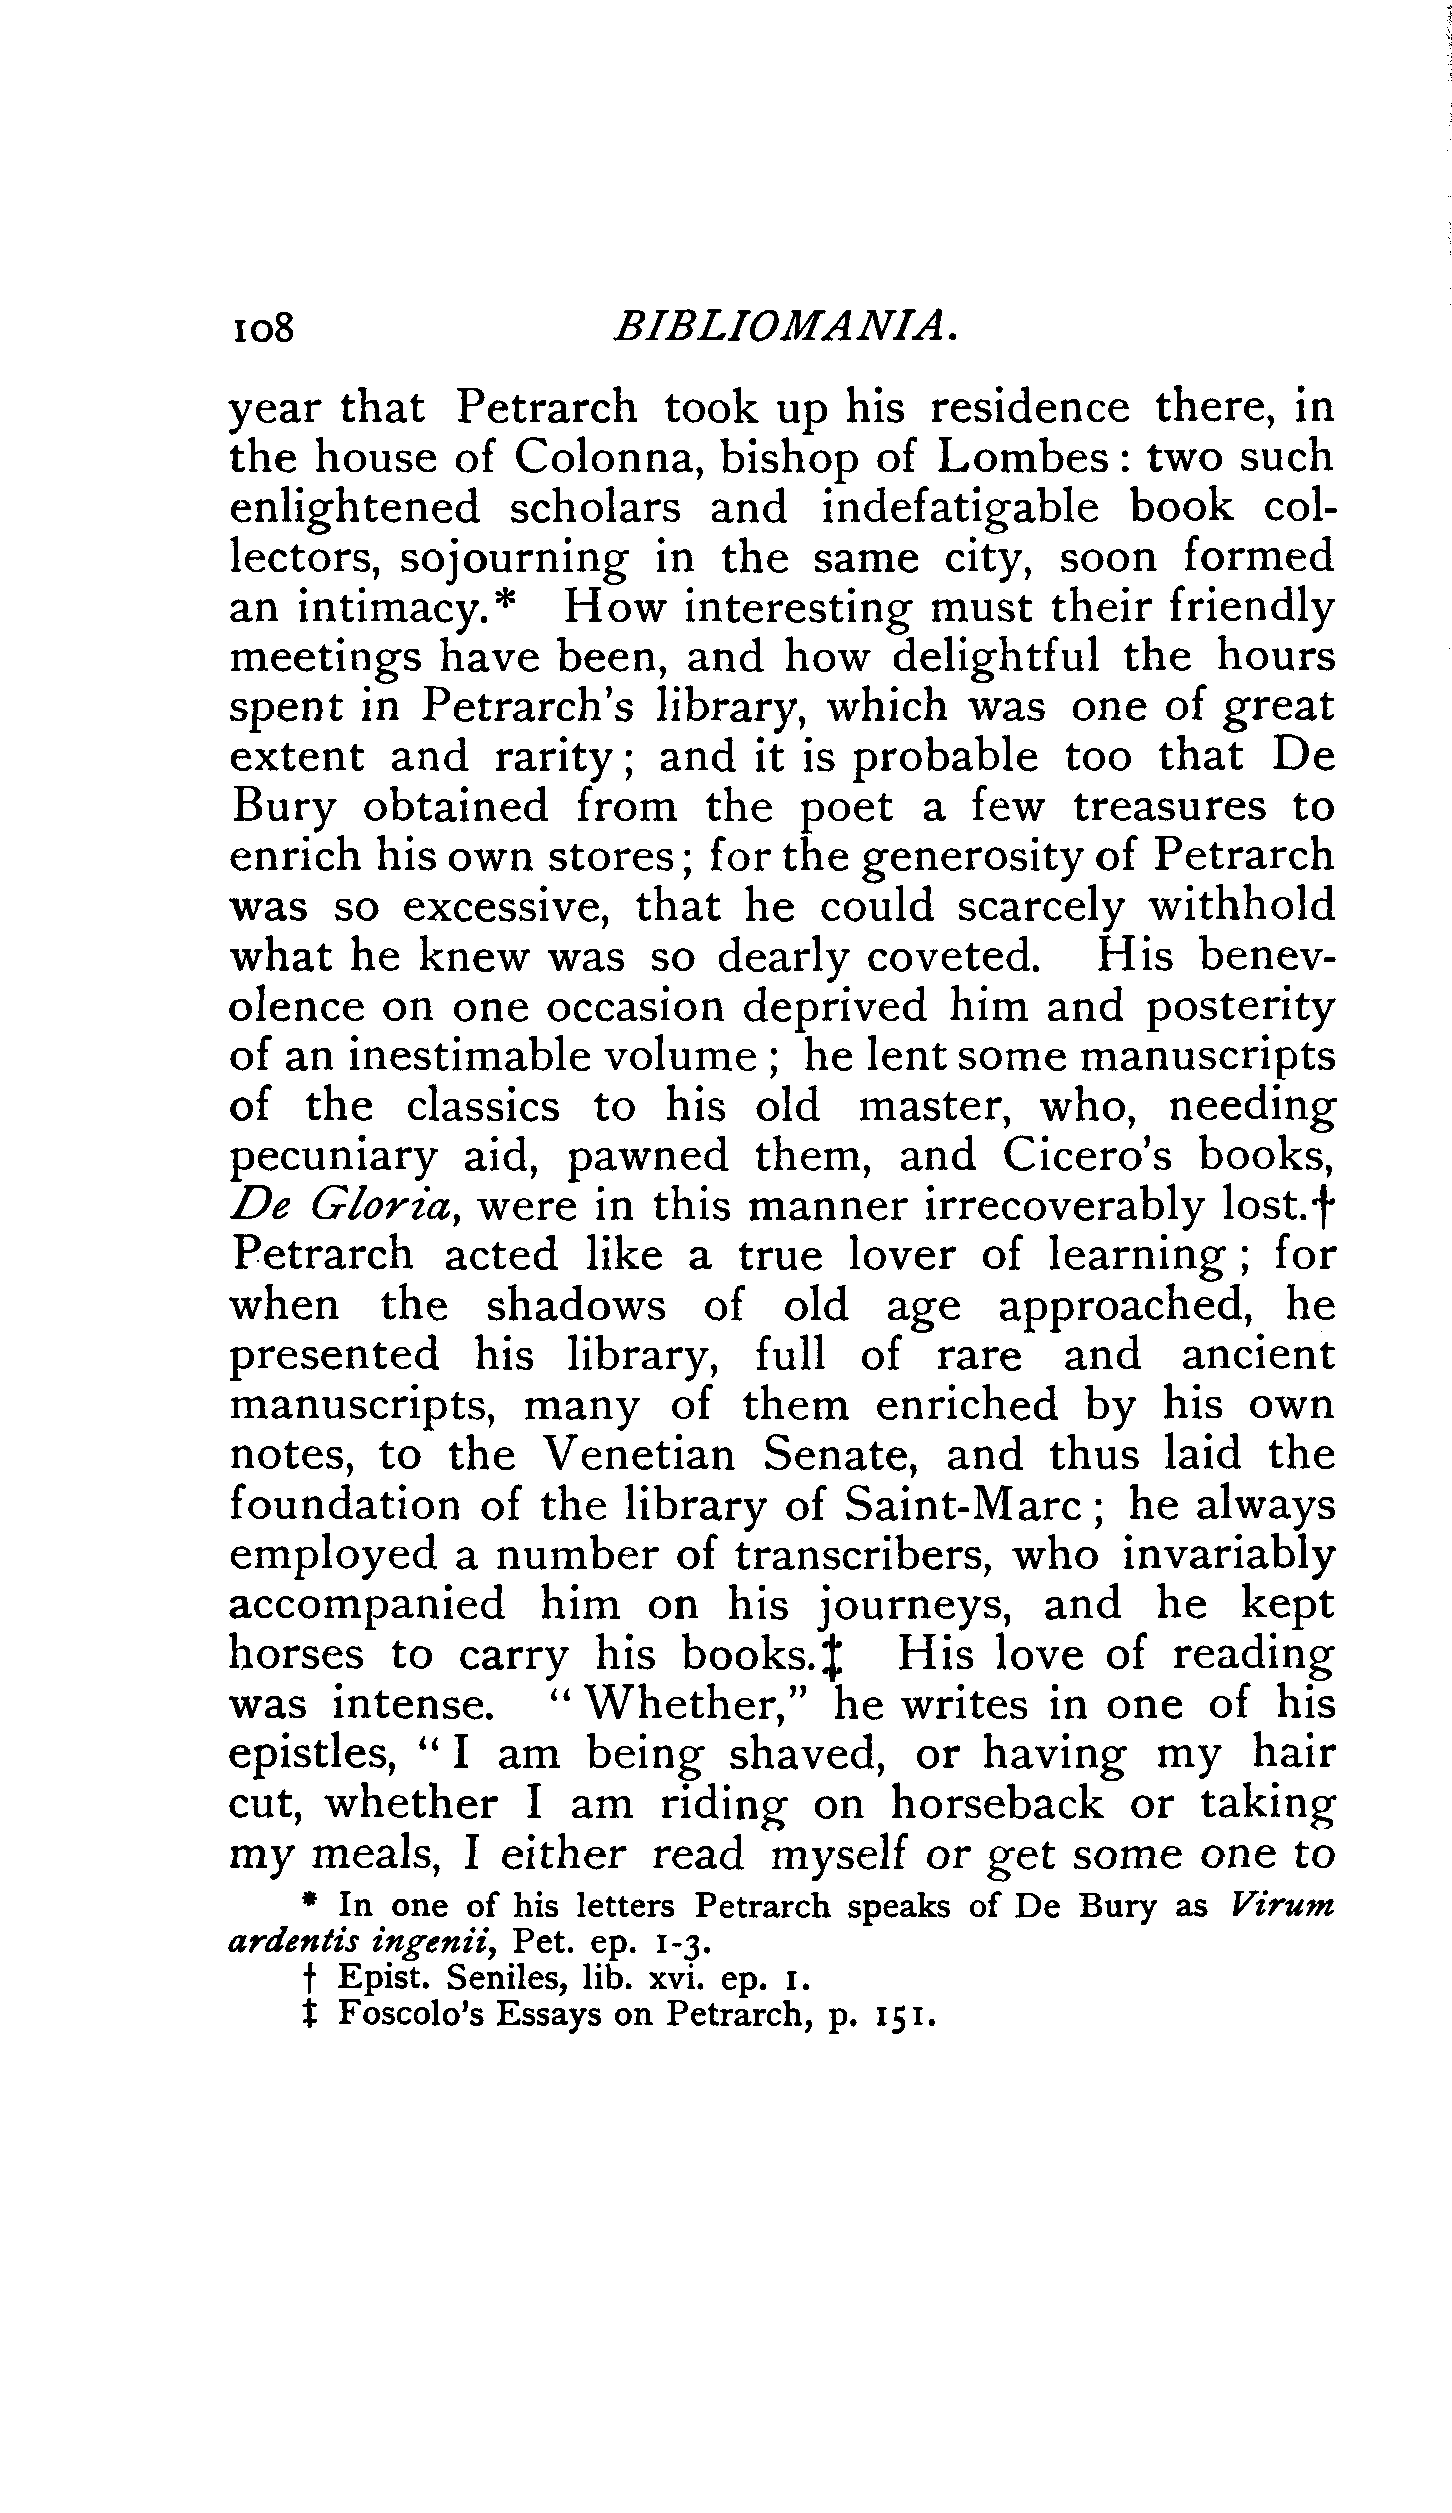 108 BIBLIOMANIA.
year that Petrarch took up his residence there, in
the house of Colonna, bishop of Lombes : two such
enlightened scholars and indefatigable book col-
lectors, sojourning in the same city, soon formed
an intimacy.* How interesting must their friendly
meetings have been, and how delightful the hours
spent in Petrarch's library, which was one of great
extent and rarity ; and it is probable too that De
Bury obtained from the poet a few treasures to
enrich his own stores ; for the generosity of Petrarch
was so excessive, that he could scarcely withhold
what he knew was so dearly coveted. His benev-
olence on one occasion deprived him and posterity
of an inestimable volume ; he lent some manuscripts
of the classics to his old master, who, needing
pecuniary aid, pawned them, and Cicero's books,
De Gloria, were in this manner irrecoverably lost.†
Petrarch acted like a true lover of learning ; for
when the shadows of old age approached, he
presented his library, full of rare and ancient
manuscripts, many of them enriched by his own
notes, to the Venetian Senate, and thus laid the
foundation of the library of Saint-Marc ; he always
employed a number of transcribers, who invariably
accompanied him on his journeys, and he kept
horses to carry his books.‡ His love of reading
was intense. “ Whether,” he writes in one of his
epistles, “ I am being shaved, or having my hair
cut, whether I am riding on horseback or taking
my meals, I either read myself or get some one to
* In one of his letters Petrarch speaks of De Bury as Virum
ardentis ingenii, Pet. ep. 1-3.
† Epist. Seniles, lib. xvi. ep. 1.
‡ Foscolo's Essays on Petrarch, p. 151.